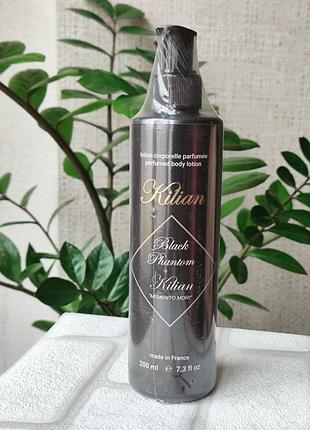 lotion corporelle parfumée
perfumed body lotion
Kilian
Black
Phantom
Kilian
"MEMENTO MORI"
made in France
200 ml ℮ 7,3 fl oz